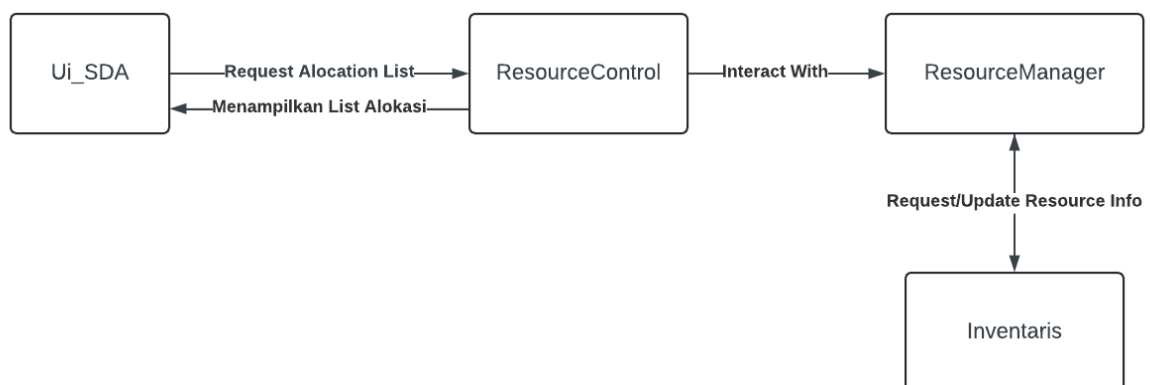 Ui_SDA
Request Alocation List
Menampilkan List Alokasi
ResourceControl
Interact With
ResourceManager
Request/Update Resource Info
Inventaris